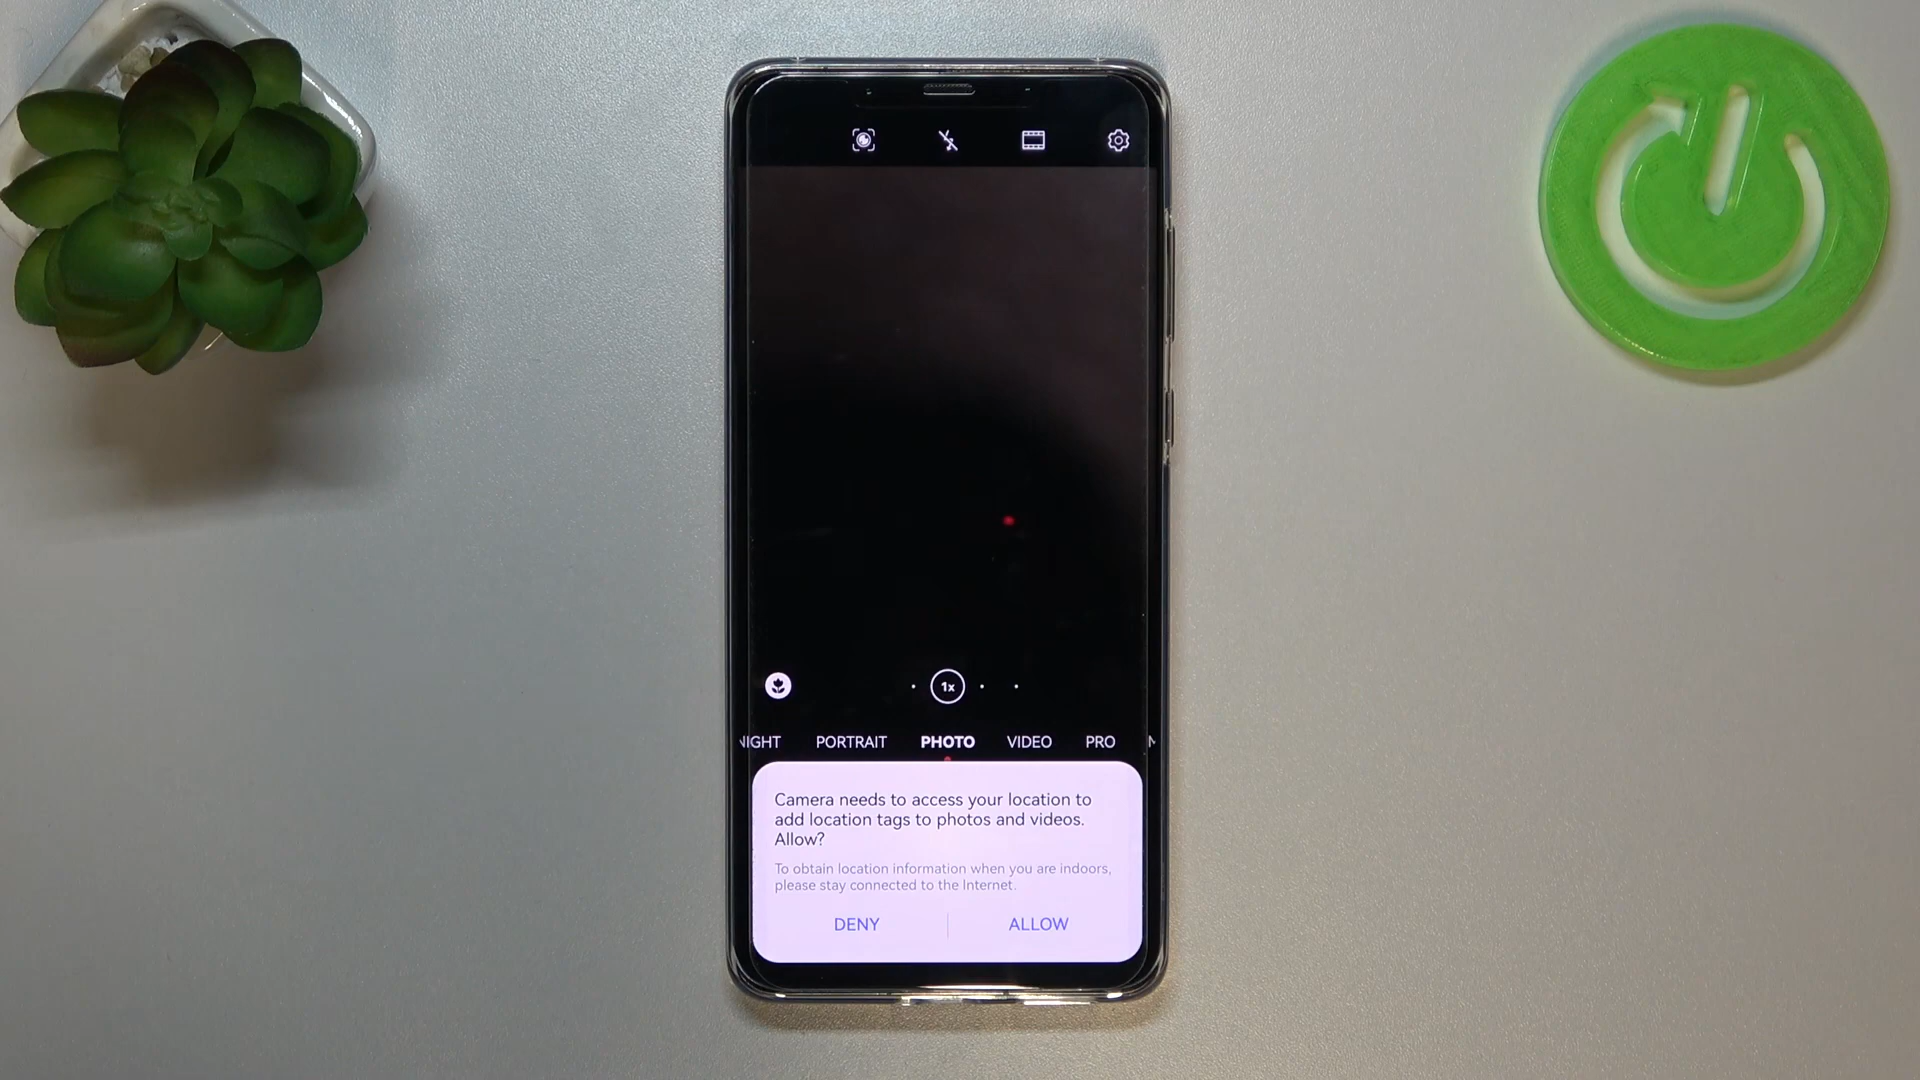 1x
NIGHT PORTRAIT PHOTO VIDEO PRO
Camera needs to access your location to
add location tags to photos and videos.
Allow?
To obtain location information when you are indoors,
please stay connected to the Internet.
DENY ALLOW